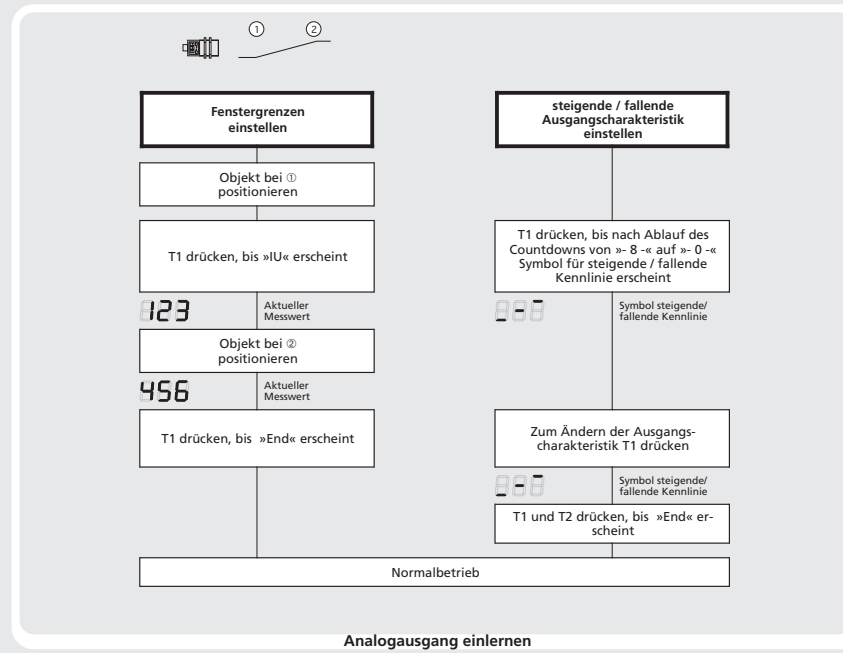 ① ②
Fenstergrenzen
einstellen
Objekt bei ①
positionieren
T1 drücken, bis »IU« erscheint
123
Aktueller
Messwert
Objekt bei ②
positionieren
456
Aktueller
Messwert
T1 drücken, bis »End« erscheint
steigende / fallende
Ausgangscharakteristik
einstellen
T1 drücken, bis nach Ablauf des
Countdowns von »- 8 -« auf »- 0 -«
Symbol für steigende / fallende
Kennlinie erscheint
Symbol steigende/
fallende Kennlinie
Zum Ändern der Ausgangs-
charakteristik T1 drücken
Symbol steigende/
fallende Kennlinie
T1 und T2 drücken, bis »End« er-
scheint
Normalbetrieb
Analogausgang einlernen